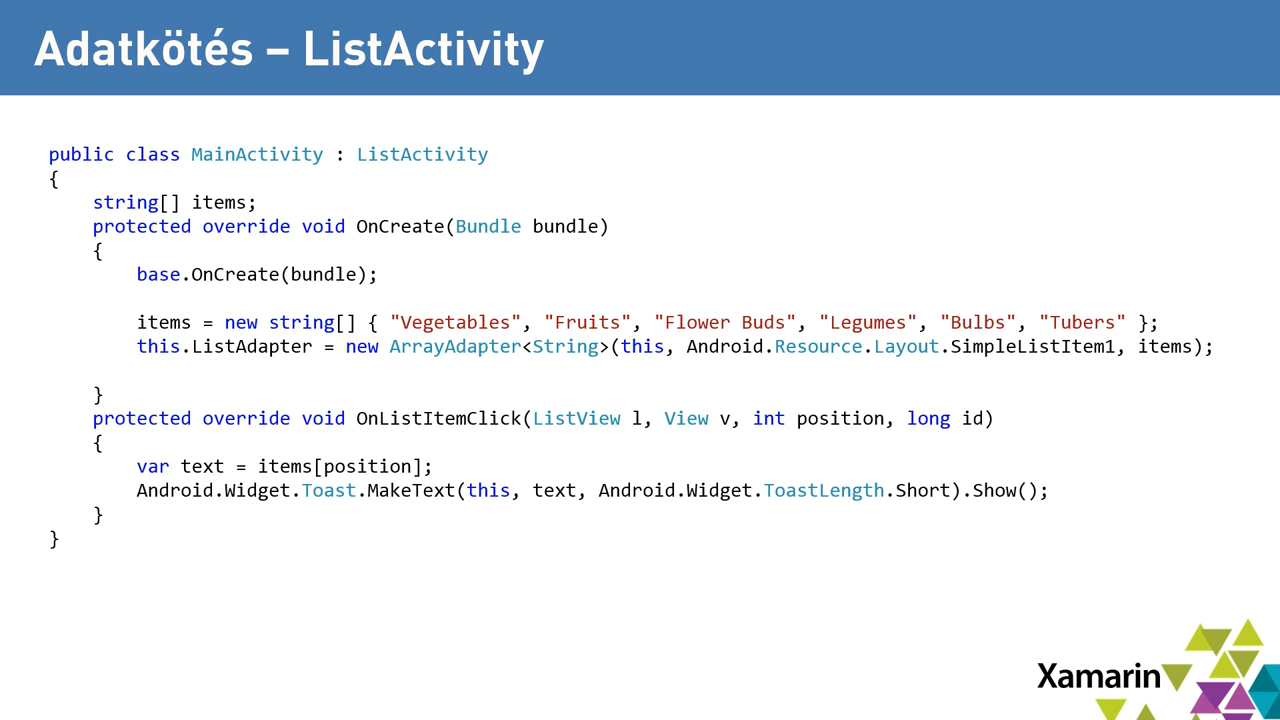 Adatkötés – ListActivity
public class MainActivity : ListActivity
{
    string[] items;
    protected override void OnCreate(Bundle bundle)
    {
        base.OnCreate(bundle);

        items = new string[] { "Vegetables", "Fruits", "Flower Buds", "Legumes", "Bulbs", "Tubers" };
        this.ListAdapter = new ArrayAdapter<String>(this, Android.Resource.Layout.SimpleListItem1, items);

    }
    protected override void OnListItemClick(ListView l, View v, int position, long id)
    {
        var text = items[position];
        Android.Widget.Toast.MakeText(this, text, Android.Widget.ToastLength.Short).Show();
    }
}
Xamarin